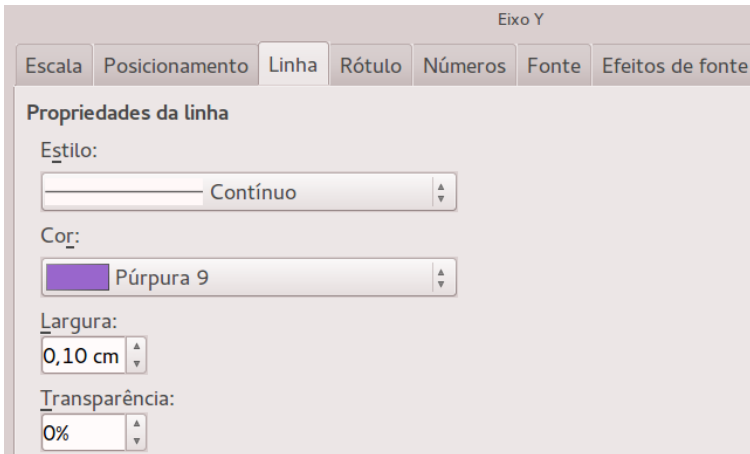 Eixo Y
Escala Posicionamento Linha Rótulo Números Fonte Efeitos de fonte
Propriedades da linha
Estilo:
Contínuo
Cor:
Púrpura 9
Largura:
0,10 cm
Transparência:
0%